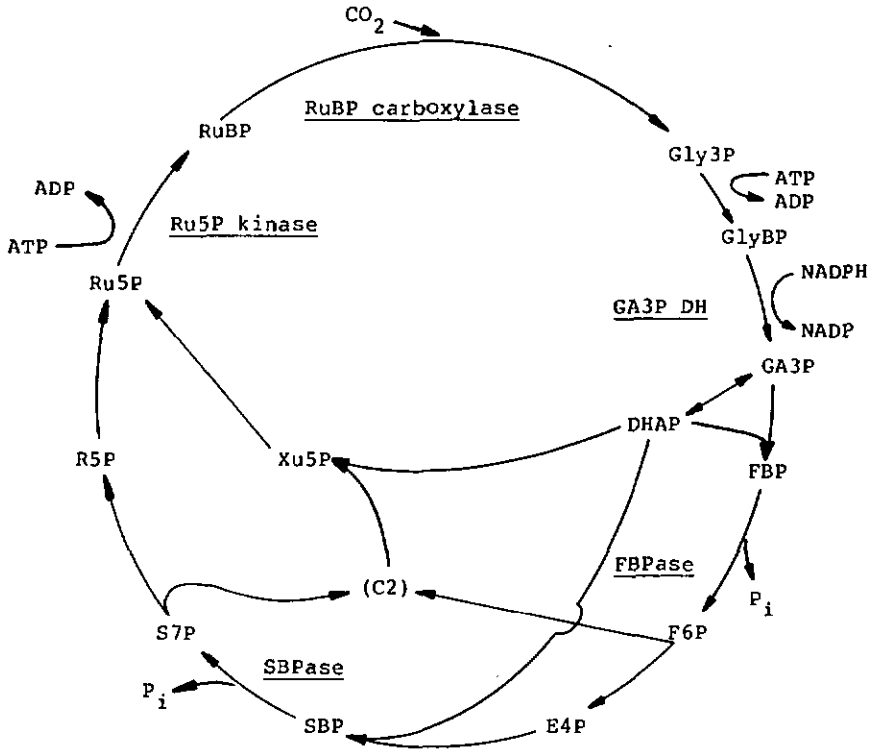 CO2
RuBP carboxylase
RuBP
Gly3P
ATP
ADP
ADP
Ru5P kinase
GlyBP
ATP
NADPH
Ru5P
GA3P DH
NADP
GA3P
DHAP
R5P
Xu5P
FBP
FBPase
(C2)
Pi
S7P
F6P
SBPase
Pi
SBP
E4P